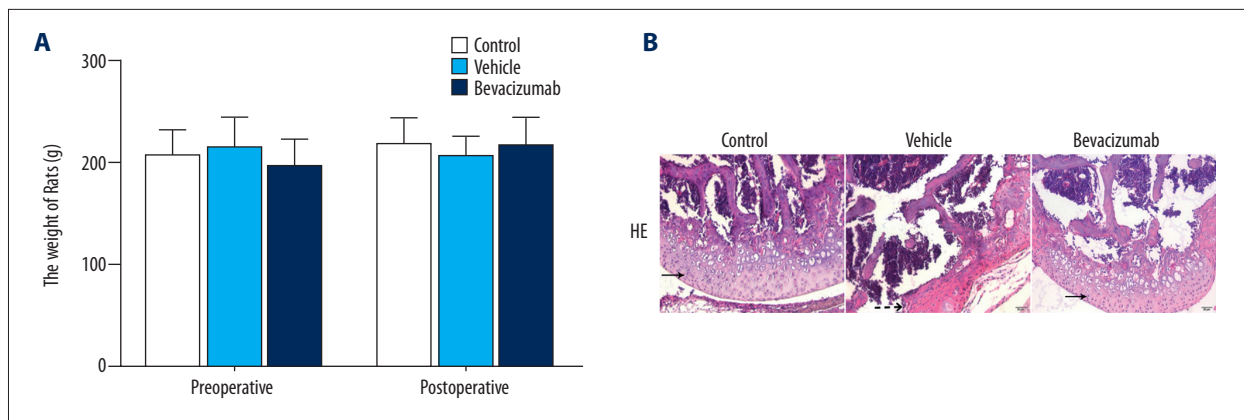 A
300
200
100
0
The weight of Rats (g)
Control
Vehicle
Bevacizumab
Preoperative
Postoperative
B
Control
Vehicle
Bevacizumab
HE